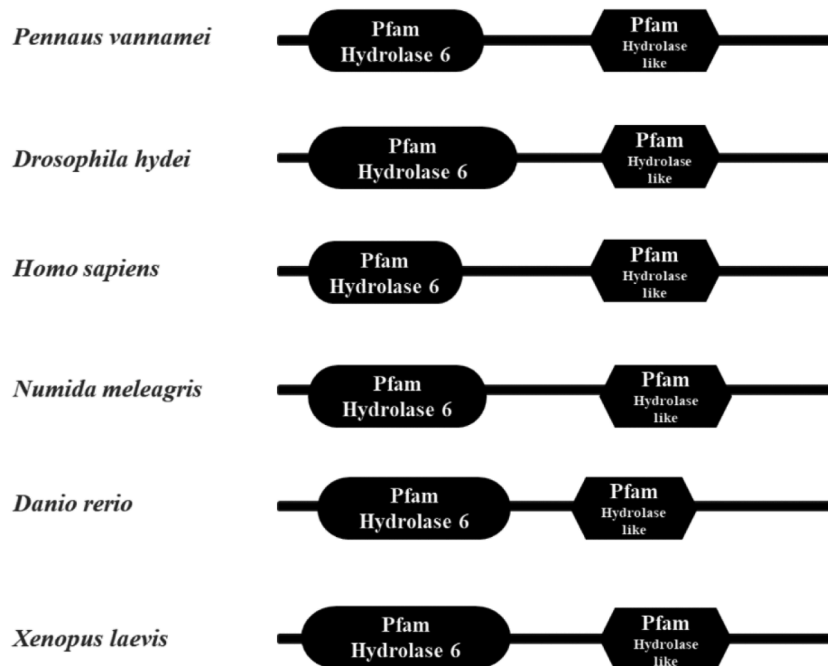 Pennaus vannamei
Pfam
Hydrolase 6
Pfam
Hydrolase
like
Drosophila hydei
Pfam
Hydrolase 6
Pfam
Hydrolase
like
Homo sapiens
Pfam
Hydrolase 6
Pfam
Hydrolase
like
Numida meleagris
Pfam
Hydrolase 6
Pfam
Hydrolase
like
Danio rerio
Pfam
Hydrolase 6
Pfam
Hydrolase
like
Xenopus laevis
Pfam
Hydrolase 6
Pfam
Hydrolase
like